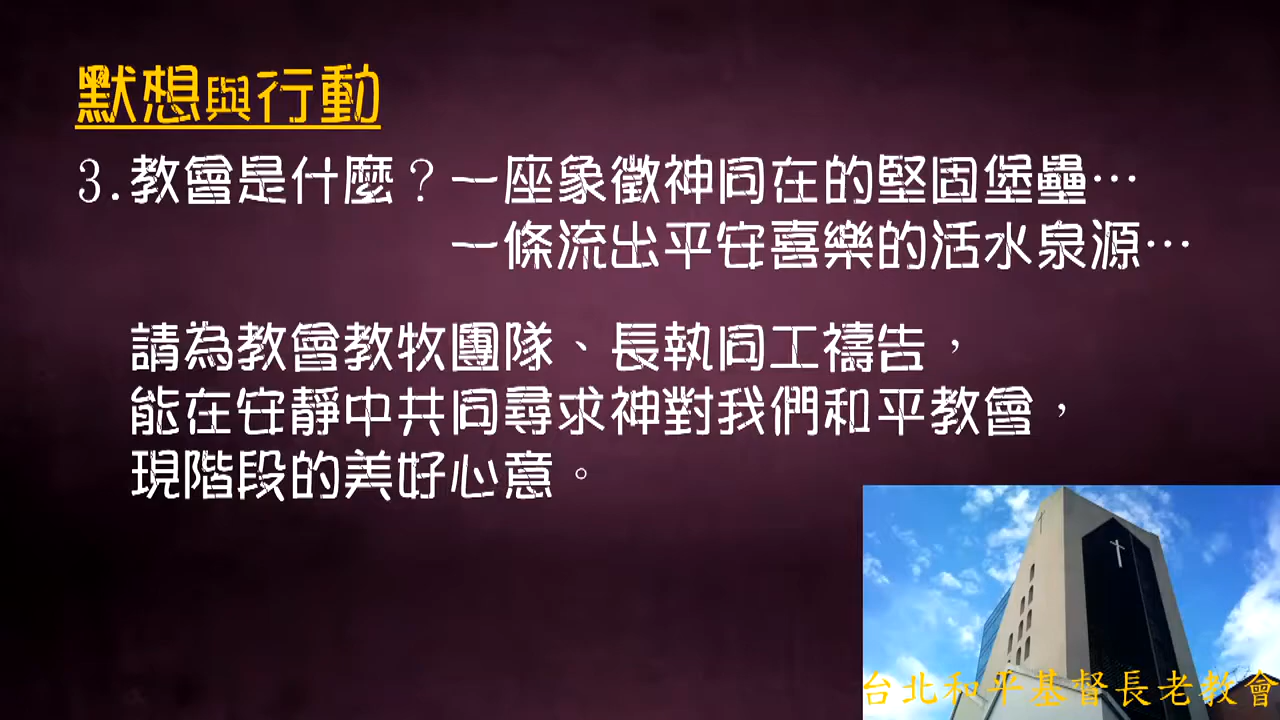 默想與行動
3.教會是什麼？一座象徵神同在的堅固堡壘…
一條流出平安喜樂的活水泉源…
請為教會教牧團隊、長執同工禱告，
能在安靜中共同尋求神對我們和平教會，
現階段的美好心意。
台北和平基督長老教會